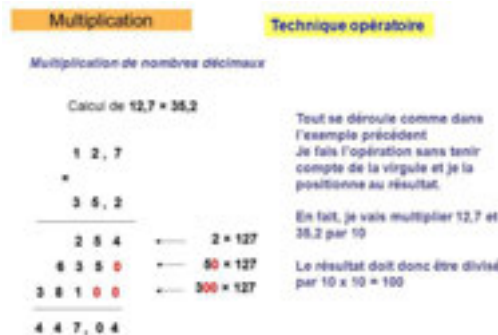 Multiplication
Technique opératoire
Multiplication de nombres décimaux
Calcul de 12,7 × 35,2
1 2 , 7
×
3 5 , 2
2 5 4 ← 2 × 127
6 3 5 0 ← 50 × 127
3 8 1 0 0 ← 300 × 127
4 4 7 , 0 4
Tout se déroule comme dans
l'exemple précédent
Je fais l'opération sans tenir
compte de la virgule et je la
positionne au résultat.
En fait, je vais multiplier 12,7 et
35,2 par 10
Le résultat doit donc être divisé
par 10 x 10 = 100